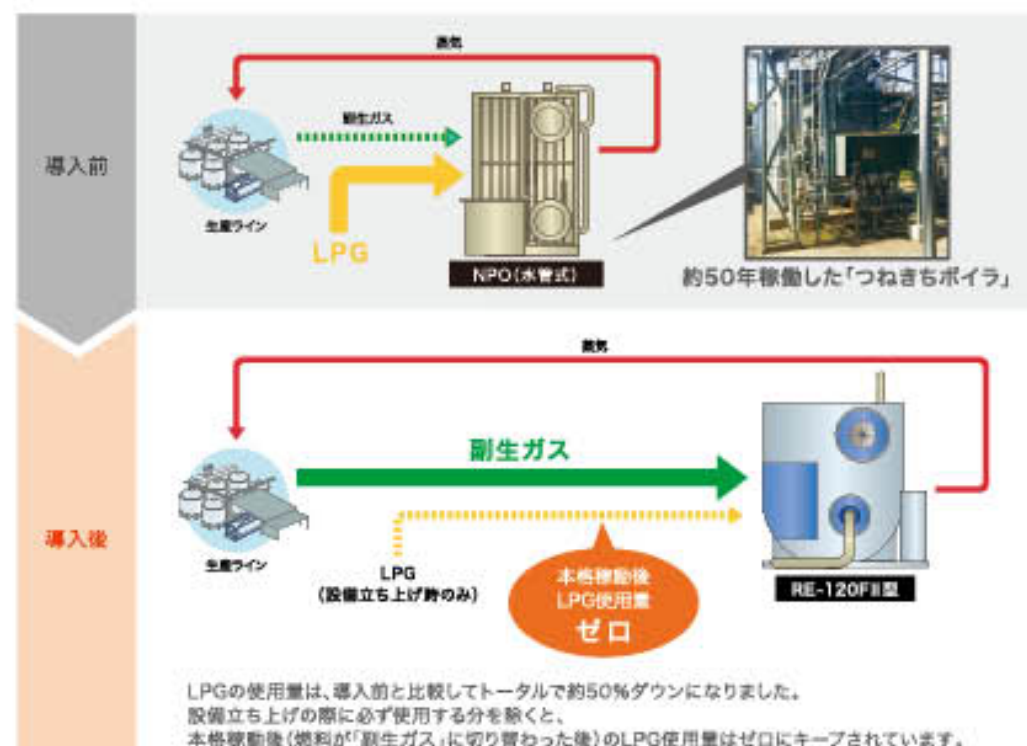 導入前
蒸気
副生ガス
生産ライン
LPG
NPO(水管式)
約50年稼働した「つねきちボイラ」
導入後
蒸気
副生ガス
生産ライン
LPG
(設備立ち上げ時のみ)
本格稼動後
LPG使用量
ゼロ
RE-120FⅡ型
LPGの使用量は、導入前と比較してトータルで約50%ダウンになりました。
設備立ち上げの際に必ず使用する分を除くと、
本格稼動後(燃料が「副生ガス」に切り替わった後)のLPG使用量はゼロにキープされています。